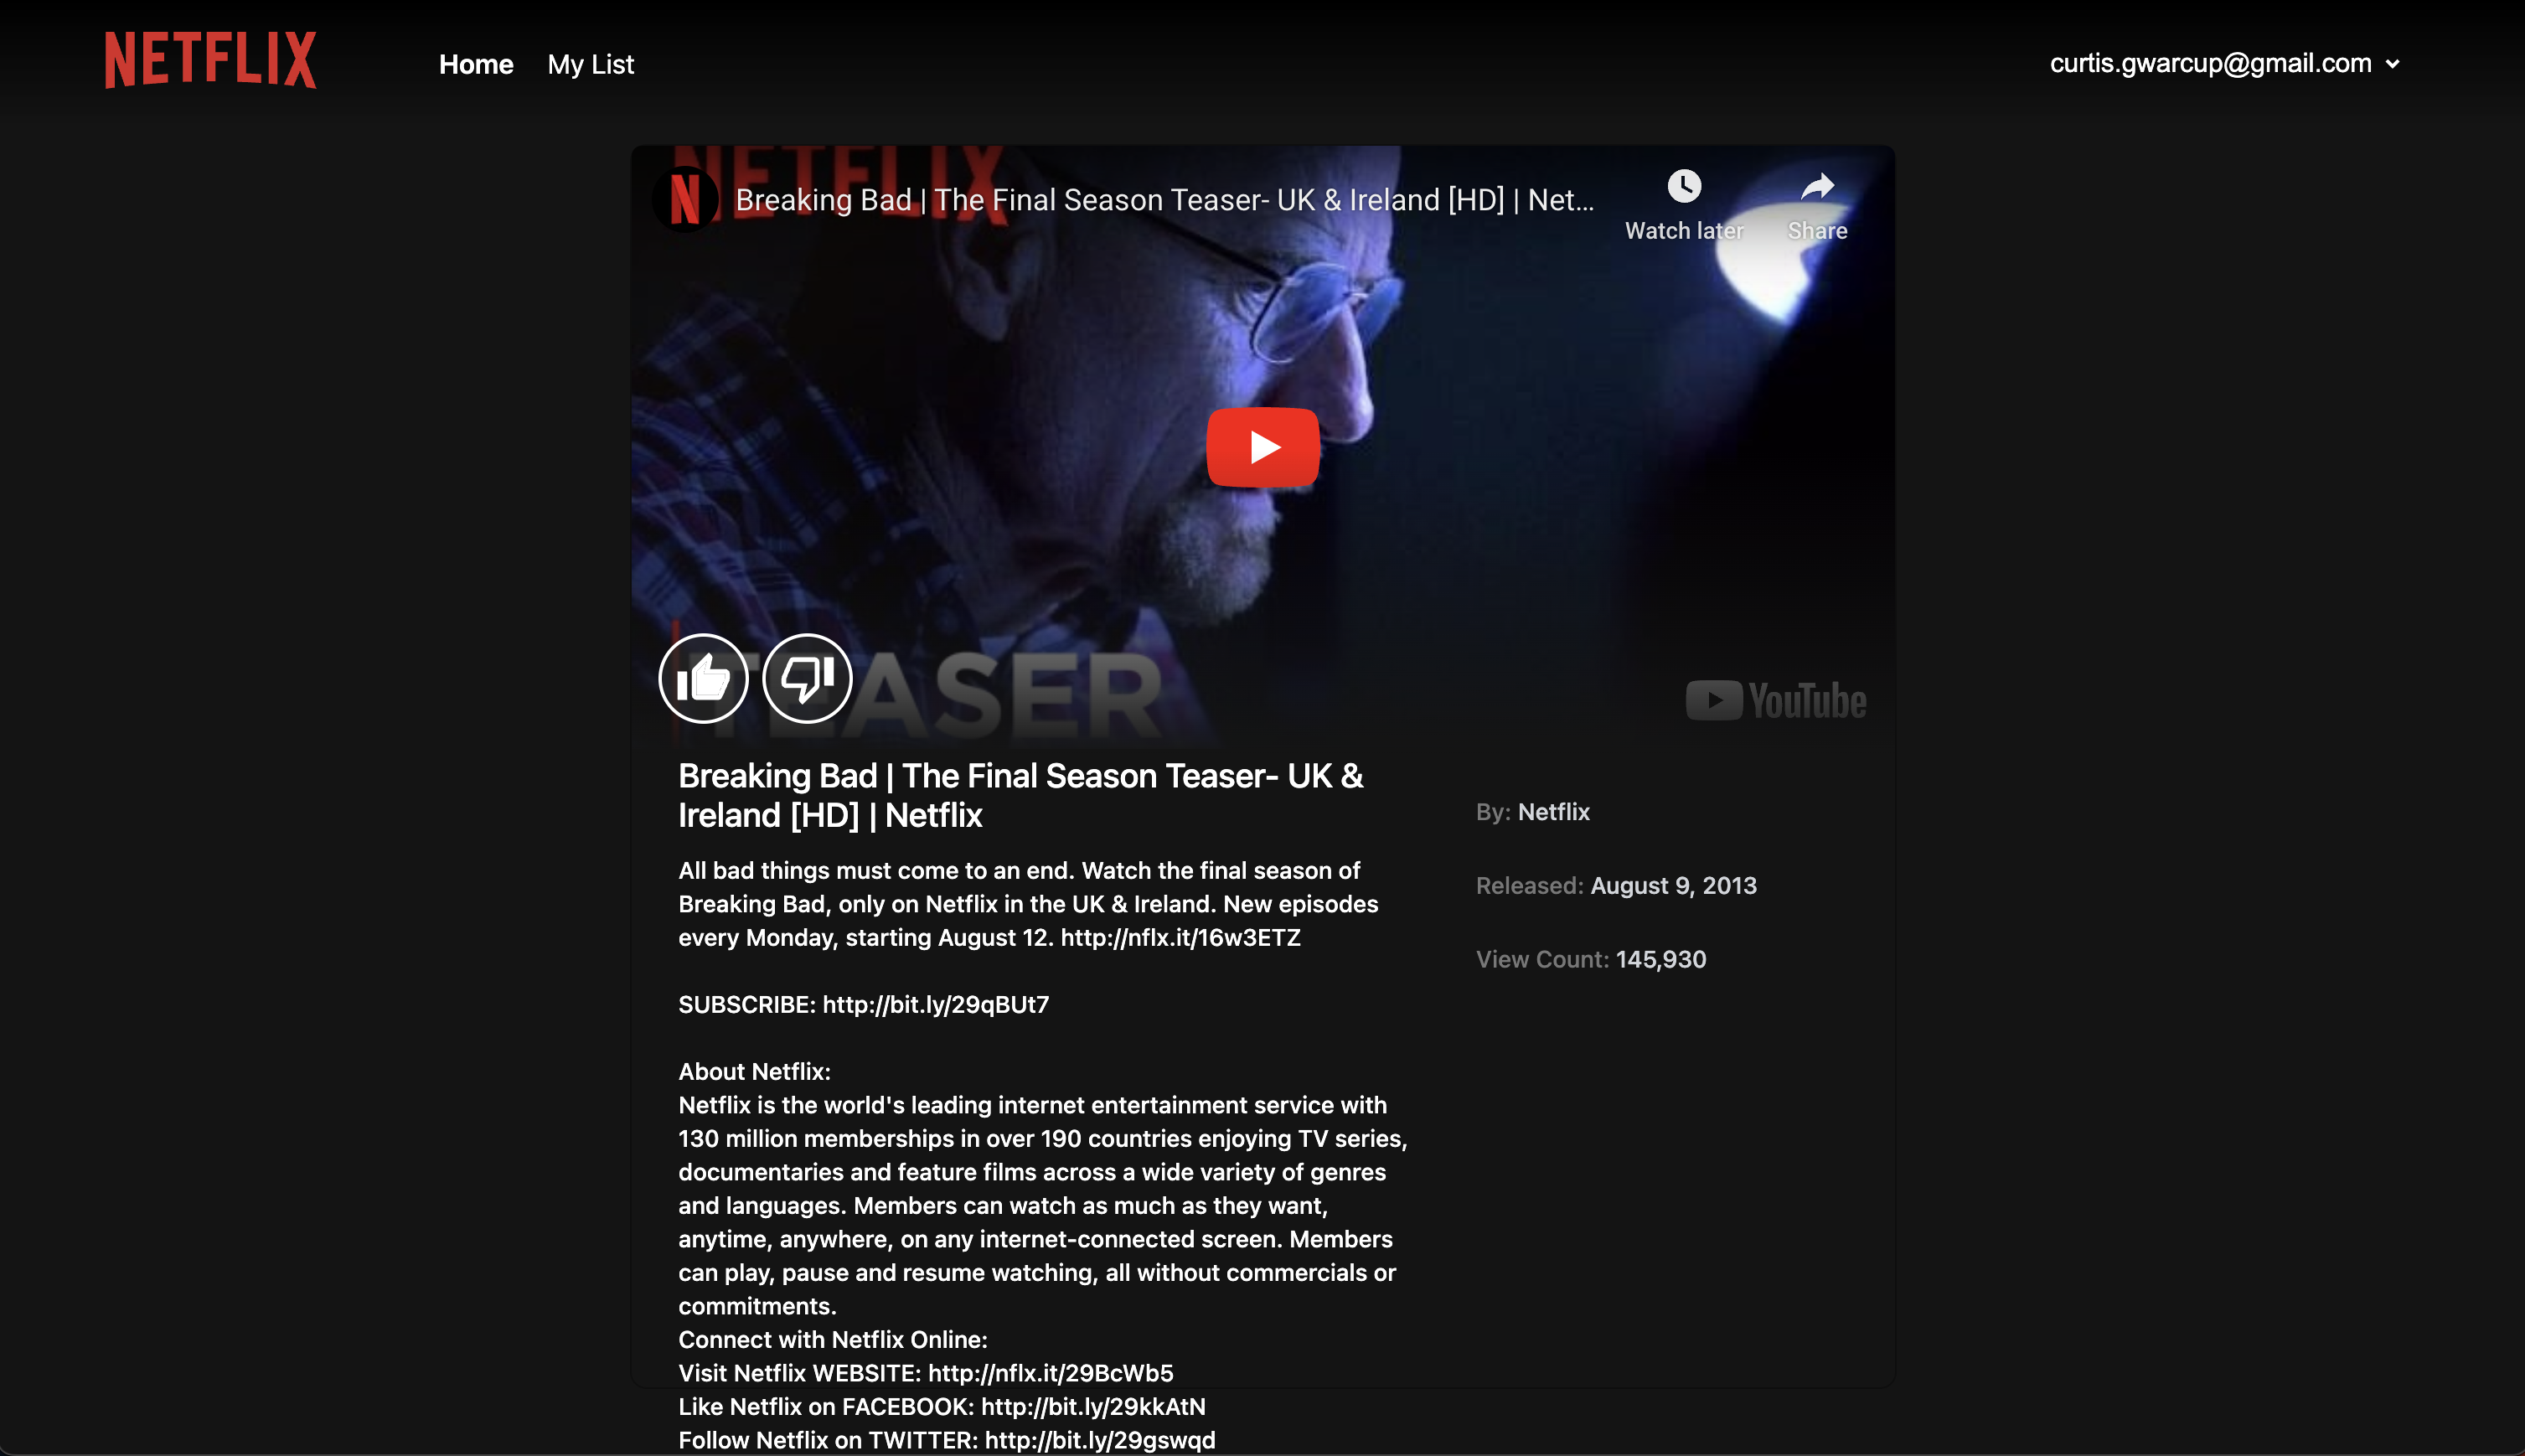 NETFLIX
Home
My List
curtis.gwarcup@gmail.com
NETFLIX
N
Breaking Bad | The Final Season Teaser- UK & Ireland [HD] | Net...
Watch later
Share
TEASER
YouTube
Breaking Bad | The Final Season Teaser- UK &
Ireland [HD] | Netflix
By: Netflix
All bad things must come to an end. Watch the final season of
Breaking Bad, only on Netflix in the UK & Ireland. New episodes
every Monday, starting August 12. http://nflx.it/16w3ETZ
Released: August 9, 2013
View Count: 145,930
SUBSCRIBE: http://bit.ly/29qBUt7
About Netflix:
Netflix is the world's leading internet entertainment service with
130 million memberships in over 190 countries enjoying TV series,
documentaries and feature films across a wide variety of genres
and languages. Members can watch as much as they want,
anytime, anywhere, on any internet-connected screen. Members
can play, pause and resume watching, all without commercials or
commitments.
Connect with Netflix Online:
Visit Netflix WEBSITE: http://nflx.it/29BcWb5
Like Netflix on FACEBOOK: http://bit.ly/29kkAtN
Follow Netflix on TWITTER: http://bit.ly/29gswqd